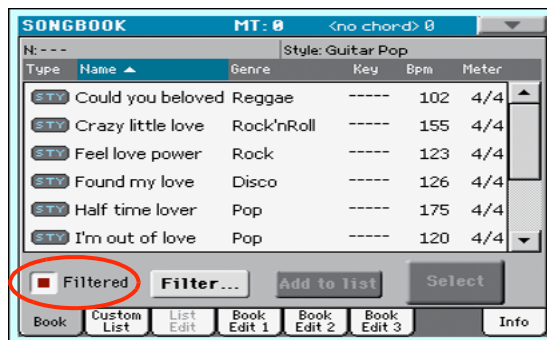 SONGBOOK MT: 0 <no chord> 0
N:--- Style: Guitar Pop
Type Name Genre Key Bpm Meter
STY Could you beloved Reggae ----- 102 4/4
STY Crazy little love Rock'nRoll ----- 155 4/4
STY Feel love power Rock ----- 123 4/4
STY Found my love Disco ----- 126 4/4
STY Half time lover Pop ----- 175 4/4
STY I'm out of love Pop ----- 120 4/4
Filtered Filter... Add to list Select
Book Custom List List Edit Book Edit 1 Book Edit 2 Book Edit 3 Info